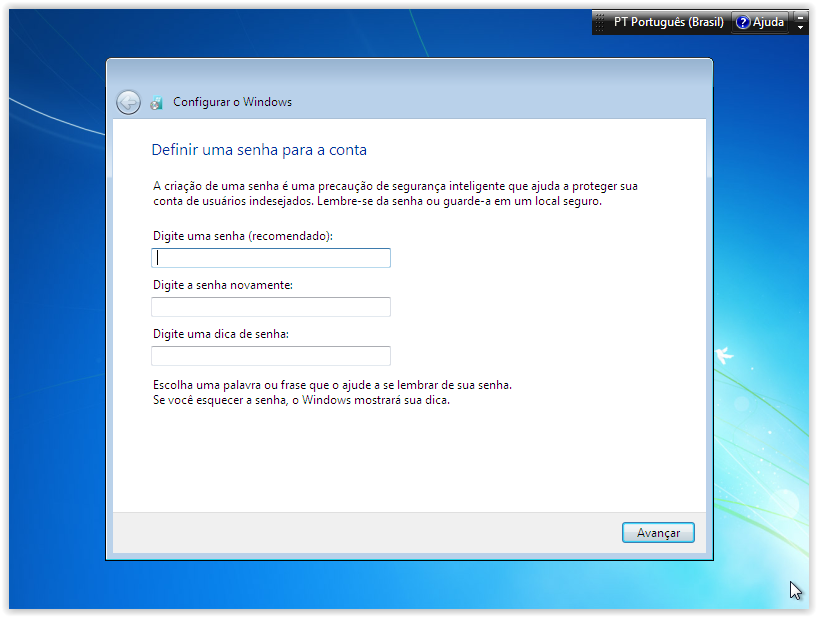 PT Português (Brasil) ? Ajuda
Configurar o Windows
Definir uma senha para a conta
A criação de uma senha é uma precaução de segurança inteligente que ajuda a proteger sua
conta de usuários indesejados. Lembre-se da senha ou guarde-a em um local seguro.
Digite uma senha (recomendado):
Digite a senha novamente:
Digite uma dica de senha:
Escolha uma palavra ou frase que o ajude a se lembrar de sua senha.
Se você esquecer a senha, o Windows mostrará sua dica.
Avançar